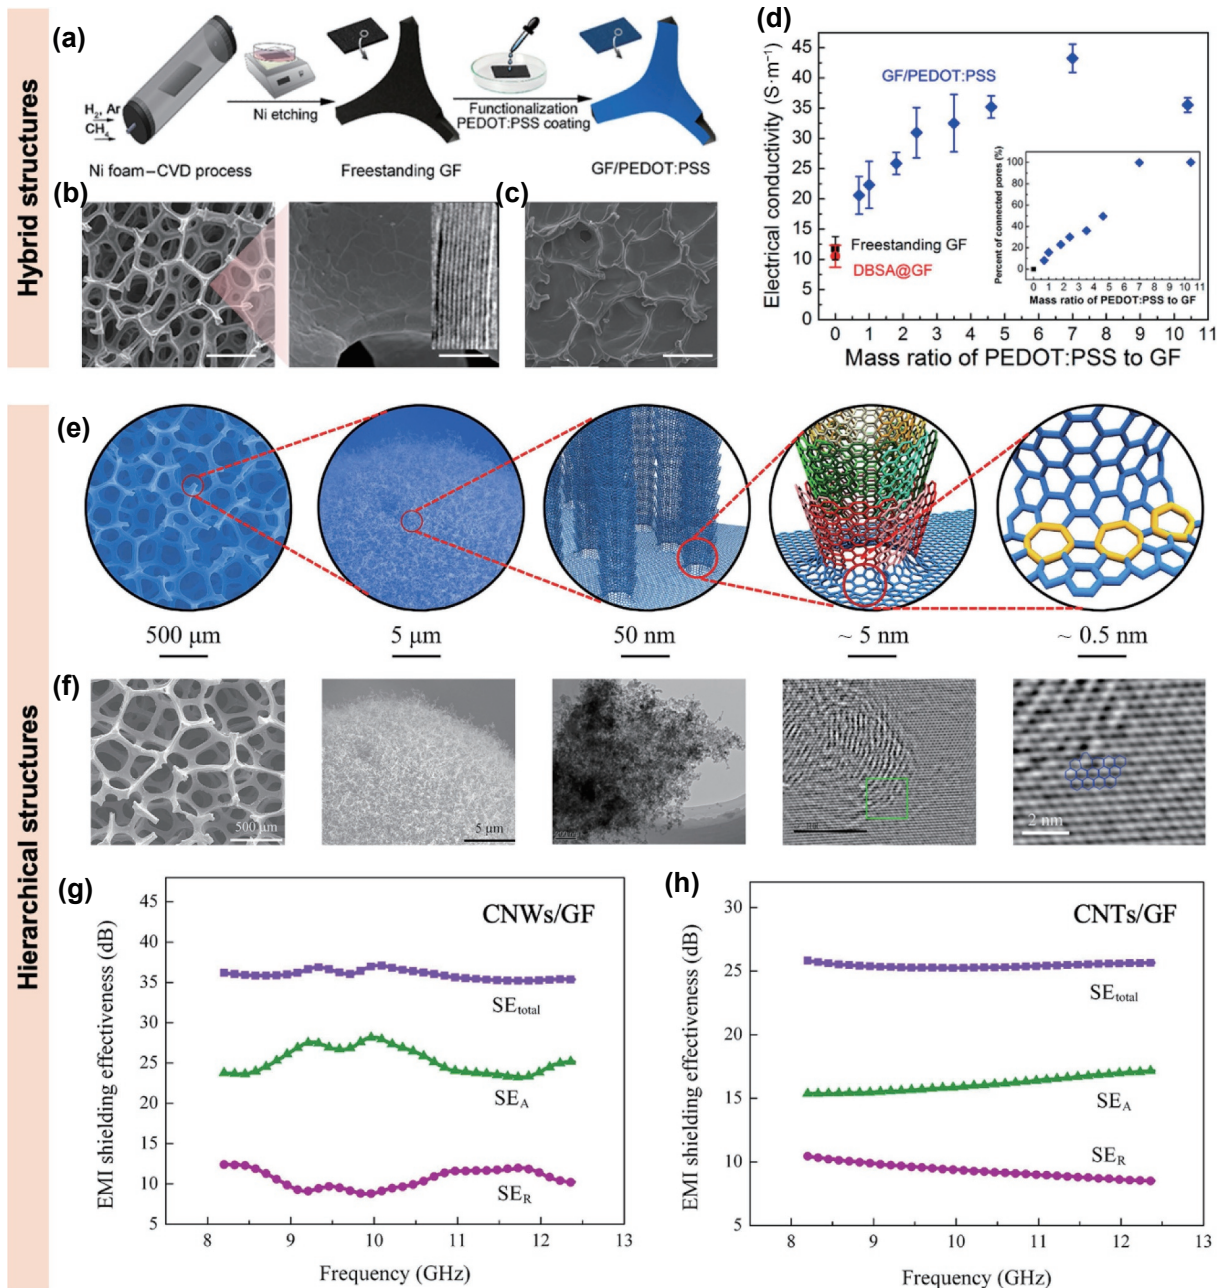 Hybrid structures
(a)
H2, Ar
CH4
Ni etching
Functionalization
PEDOT:PSS coating
Ni foam–CVD process
Freestanding GF
GF/PEDOT:PSS
(b)
(c)
(d)
Electrical conductivity (S·m⁻¹)
45
40
35
30
25
20
15
10
5
0
GF/PEDOT:PSS
Freestanding GF
DBSA@GF
Percent of connected pores (%)
100
80
60
40
20
0
0 2 4 6 8 10
Mass ratio of PEDOT:PSS to GF
0 1 2 3 4 5 6 7 8 9 10 11
Mass ratio of PEDOT:PSS to GF
Hierarchical structures
(e)
500 μm
5 μm
50 nm
~ 5 nm
~ 0.5 nm
(f)
500 μm
5 μm
2 nm
(g)
EMI shielding effectiveness (dB)
45
40
35
30
25
20
15
10
5
CNWs/GF
SEtotal
SEA
SER
8 9 10 11 12 13
Frequency (GHz)
(h)
EMI shielding effectiveness (dB)
30
25
20
15
10
5
CNTs/GF
SEtotal
SEA
SER
8 9 10 11 12 13
Frequency (GHz)